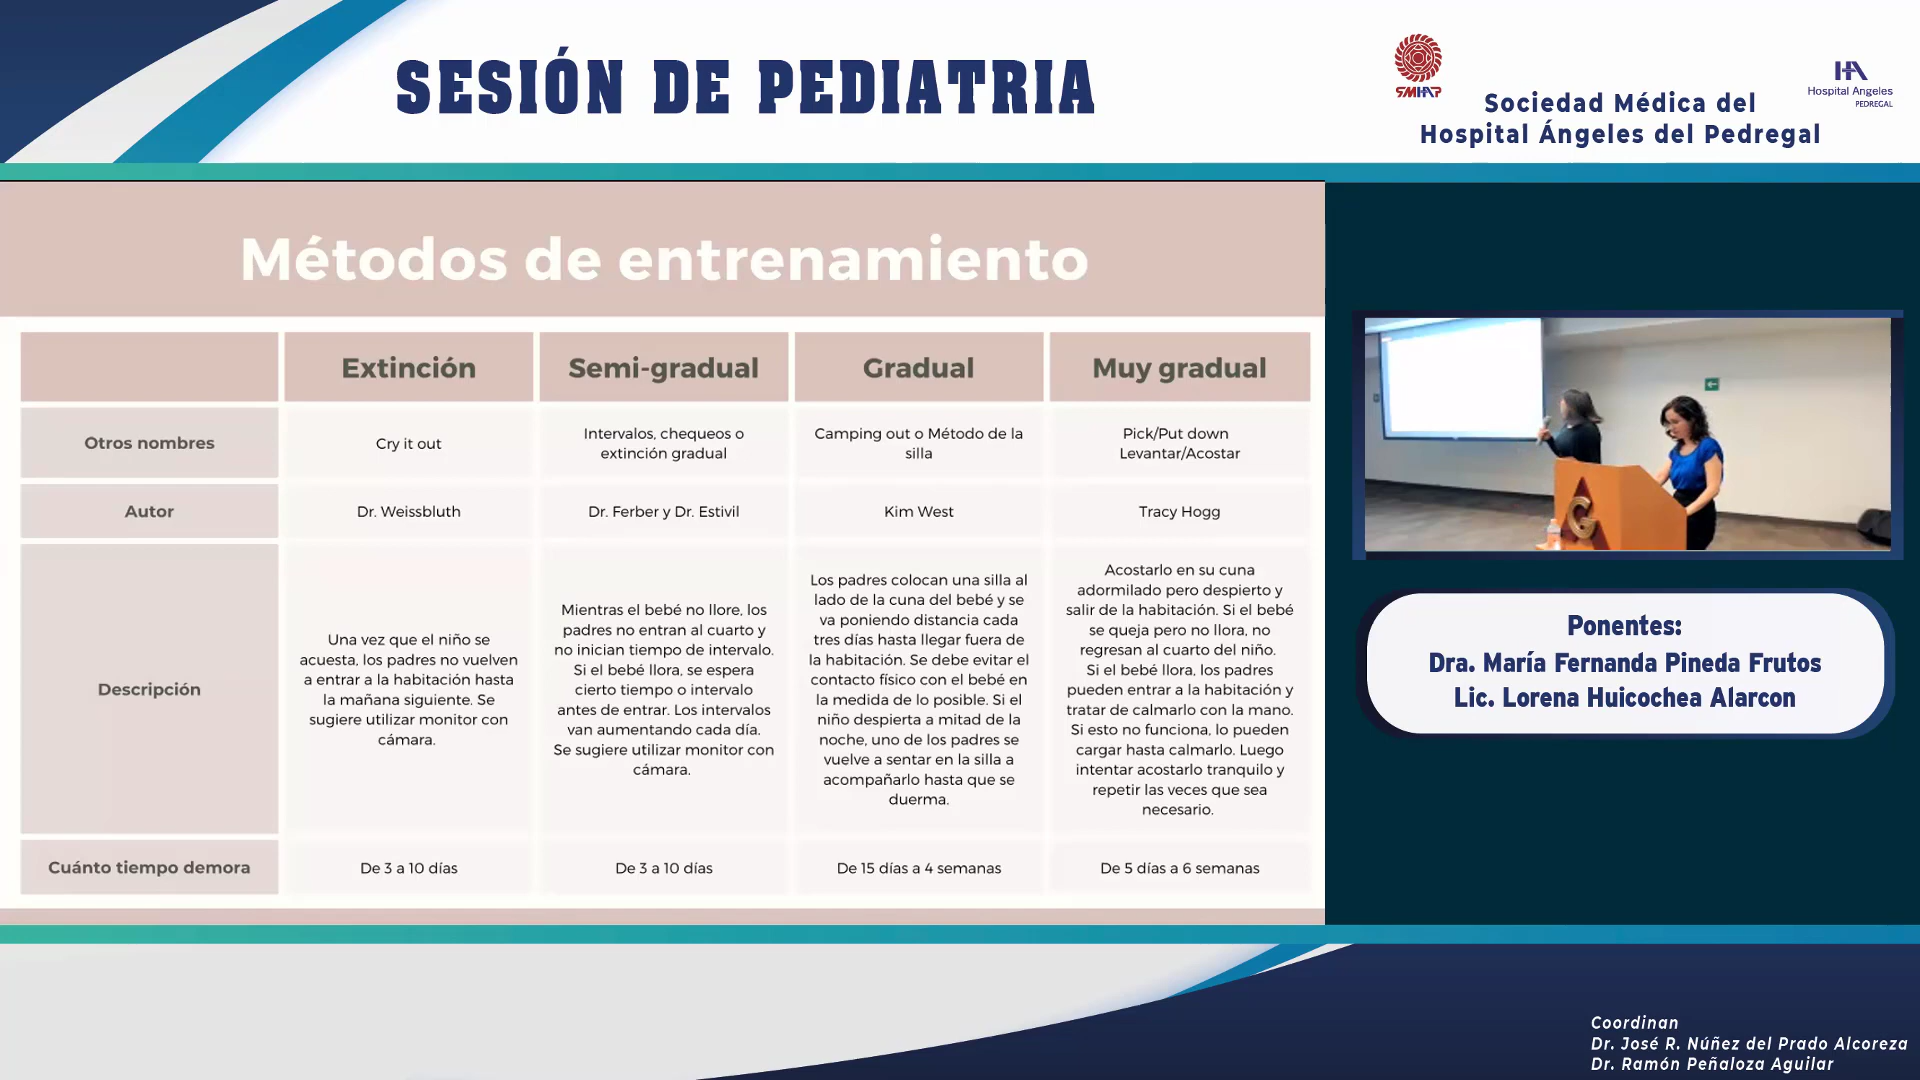 SESIÓN DE PEDIATRIA
SMHAP
Sociedad Médica del
Hospital Ángeles del Pedregal
HA
Hospital Angeles
PEDREGAL
Métodos de entrenamiento
Extinción
Semi-gradual
Gradual
Muy gradual
Otros nombres
Cry it out
Intervalos, chequeos o
extinción gradual
Camping out o Método de la
silla
Pick/Put down
Levantar/Acostar
Autor
Dr. Weissbluth
Dr. Ferber y Dr. Estivil
Kim West
Tracy Hogg
Descripción
Una vez que el niño se
acuesta, los padres no vuelven
a entrar a la habitación hasta
la mañana siguiente. Se
sugiere utilizar monitor con
cámara.
Mientras el bebé no llore, los
padres no entran al cuarto y
no inician tiempo de intervalo.
Si el bebé llora, se espera
cierto tiempo o intervalo
antes de entrar. Los intervalos
van aumentando cada día.
Se sugiere utilizar monitor con
cámara.
Los padres colocan una silla al
lado de la cuna del bebé y se
va poniendo distancia cada
tres días hasta llegar fuera de
la habitación. Se debe evitar el
contacto físico con el bebé en
la medida de lo posible. Si el
niño despierta a mitad de la
noche, uno de los padres se
vuelve a sentar en la silla a
acompañarlo hasta que se
duerma.
Acostarlo en su cuna
adormilado pero despierto y
salir de la habitación. Si el bebé
se queja pero no llora, no
regresan al cuarto del niño.
Si el bebé llora, los padres
pueden entrar a la habitación y
tratar de calmarlo con la mano.
Si esto no funciona, lo pueden
cargar hasta calmarlo. Luego
intentar acostarlo tranquilo y
repetir las veces que sea
necesario.
Cuánto tiempo demora
De 3 a 10 días
De 3 a 10 días
De 15 días a 4 semanas
De 5 días a 6 semanas
Ponentes:
Dra. María Fernanda Pineda Frutos
Lic. Lorena Huicochea Alarcon
Coordinan
Dr. José R. Núñez del Prado Alcoreza
Dr. Ramón Peñaloza Aguilar